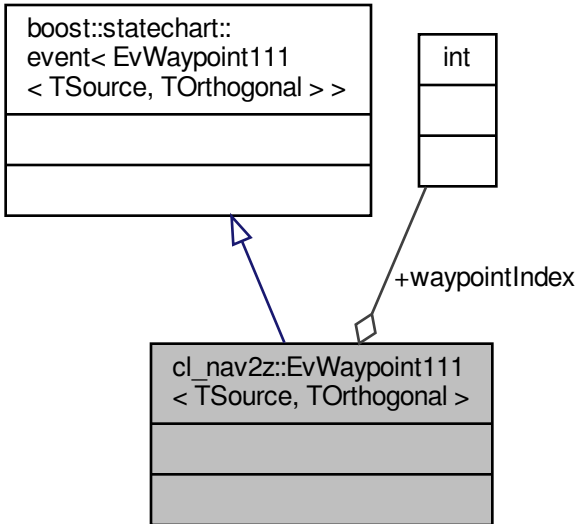 boost::statechart::
event< EvWaypoint111
< TSource, TOrthogonal > >
int
+waypointIndex
cl_nav2z::EvWaypoint111
< TSource, TOrthogonal >